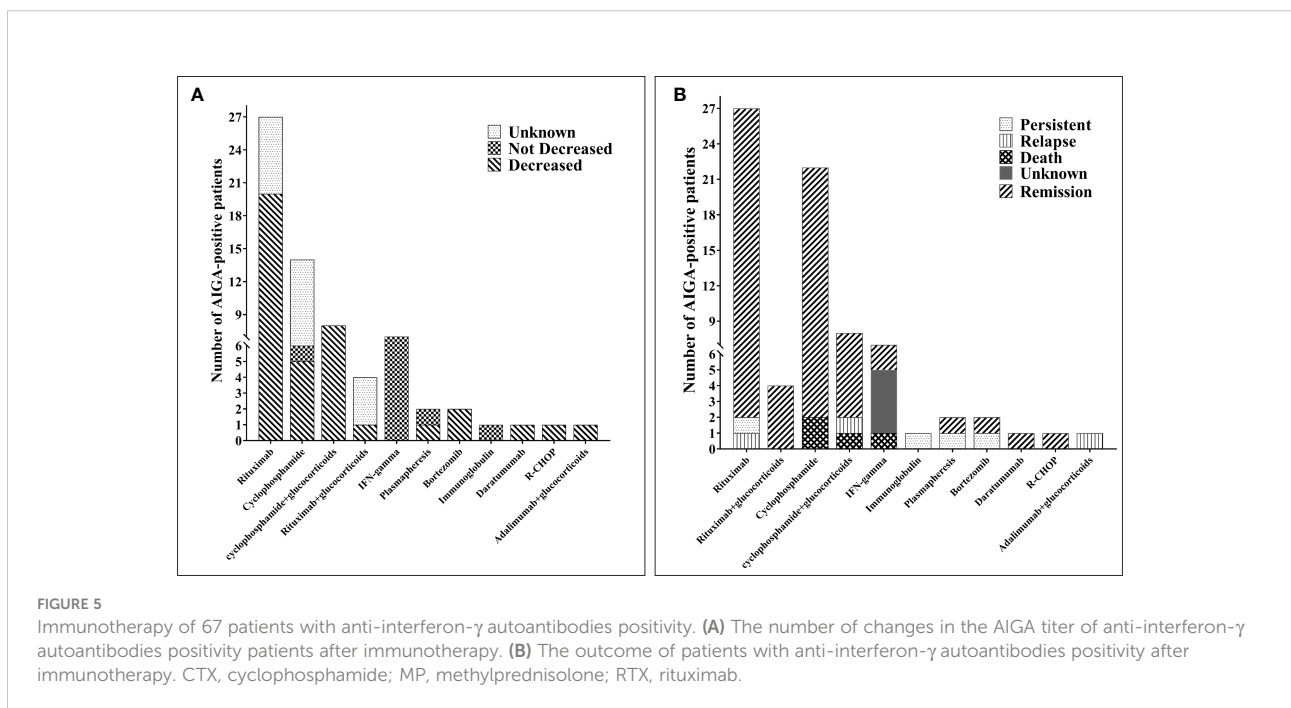 A
Number of AIGA-positive patients
27
24
21
18
15
12
9
6
5
4
3
2
1
0
Unknown
Not Decreased
Decreased
Rituximab
Cyclophosphamide
cyclophosphamide+glucocorticoids
Rituximab+glucocorticoids
IFN-gamma
Plasmapheresis
Bortezomib
Immunoglobulin
Daratumumab
R-CHOP
Adalimumab+glucocorticoids
B
Number of AIGA-positive patients
27
24
21
18
15
12
9
6
5
4
3
2
1
0
Persistent
Relapse
Death
Unknown
Remission
Rituximab
Rituximab+glucocorticoids
Cyclophosphamide
cyclophosphamide+glucocorticoids
IFN-gamma
Immunoglubin
Plasmapheresis
Bortezomib
Daratumumab
R-CHOP
Adalimumab+glucocorticoids
FIGURE 5
Immunotherapy of 67 patients with anti-interferon-γ autoantibodies positivity. (A) The number of changes in the AIGA titer of anti-interferon-γ
autoantibodies positivity patients after immunotherapy. (B) The outcome of patients with anti-interferon-γ autoantibodies positivity after
immunotherapy. CTX, cyclophosphamide; MP, methylprednisolone; RTX, rituximab.